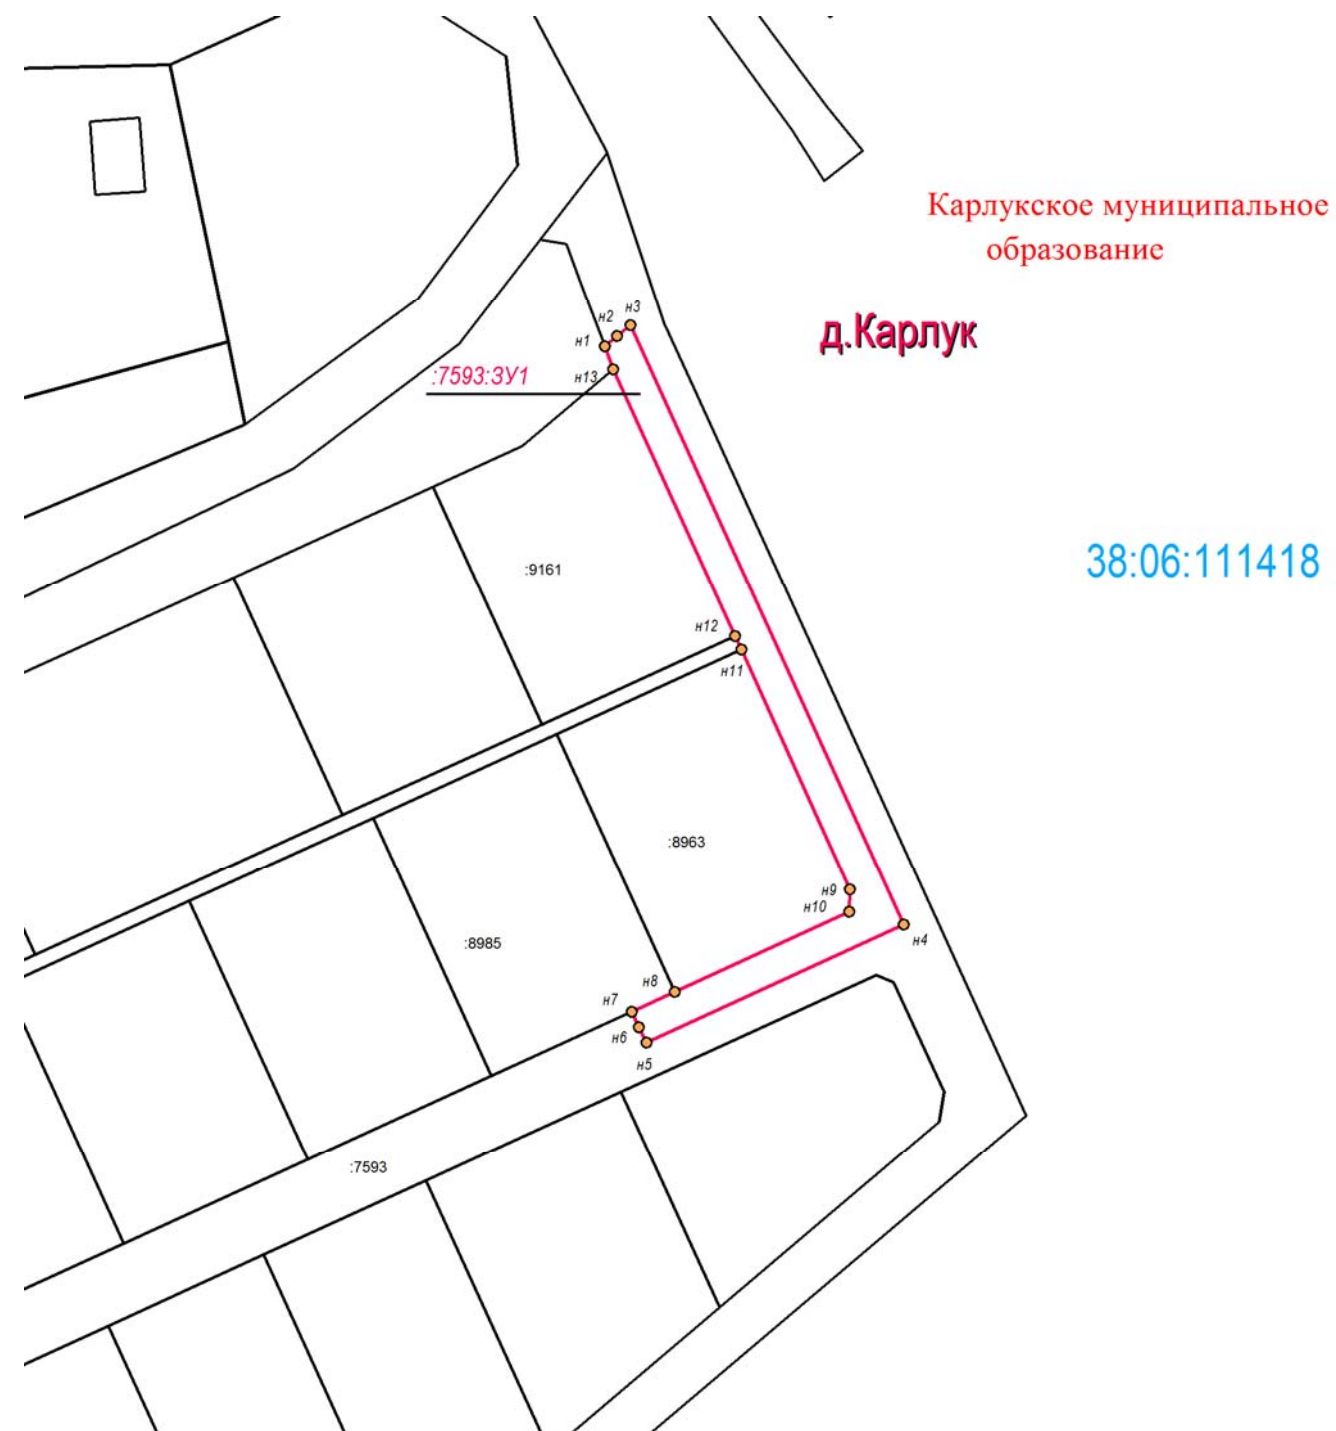 Карлукское муниципальное
образование
н3
н2
д.Карлук
н1
:7593:ЗУ1
н13
38:06:111418
:9161
н12
н11
:8963
н9
н10
н4
:8985
н8
н7
н6
н5
:7593